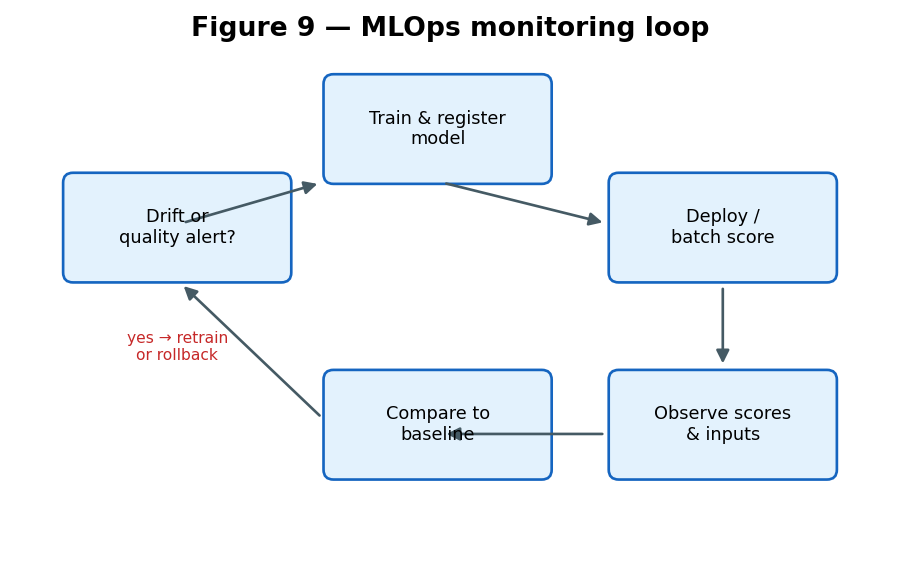 Figure 9 — MLOps monitoring loop
Train & register
model
Drift or
quality alert?
Deploy /
batch score
yes → retrain
or rollback
Compare to
baseline
Observe scores
& inputs